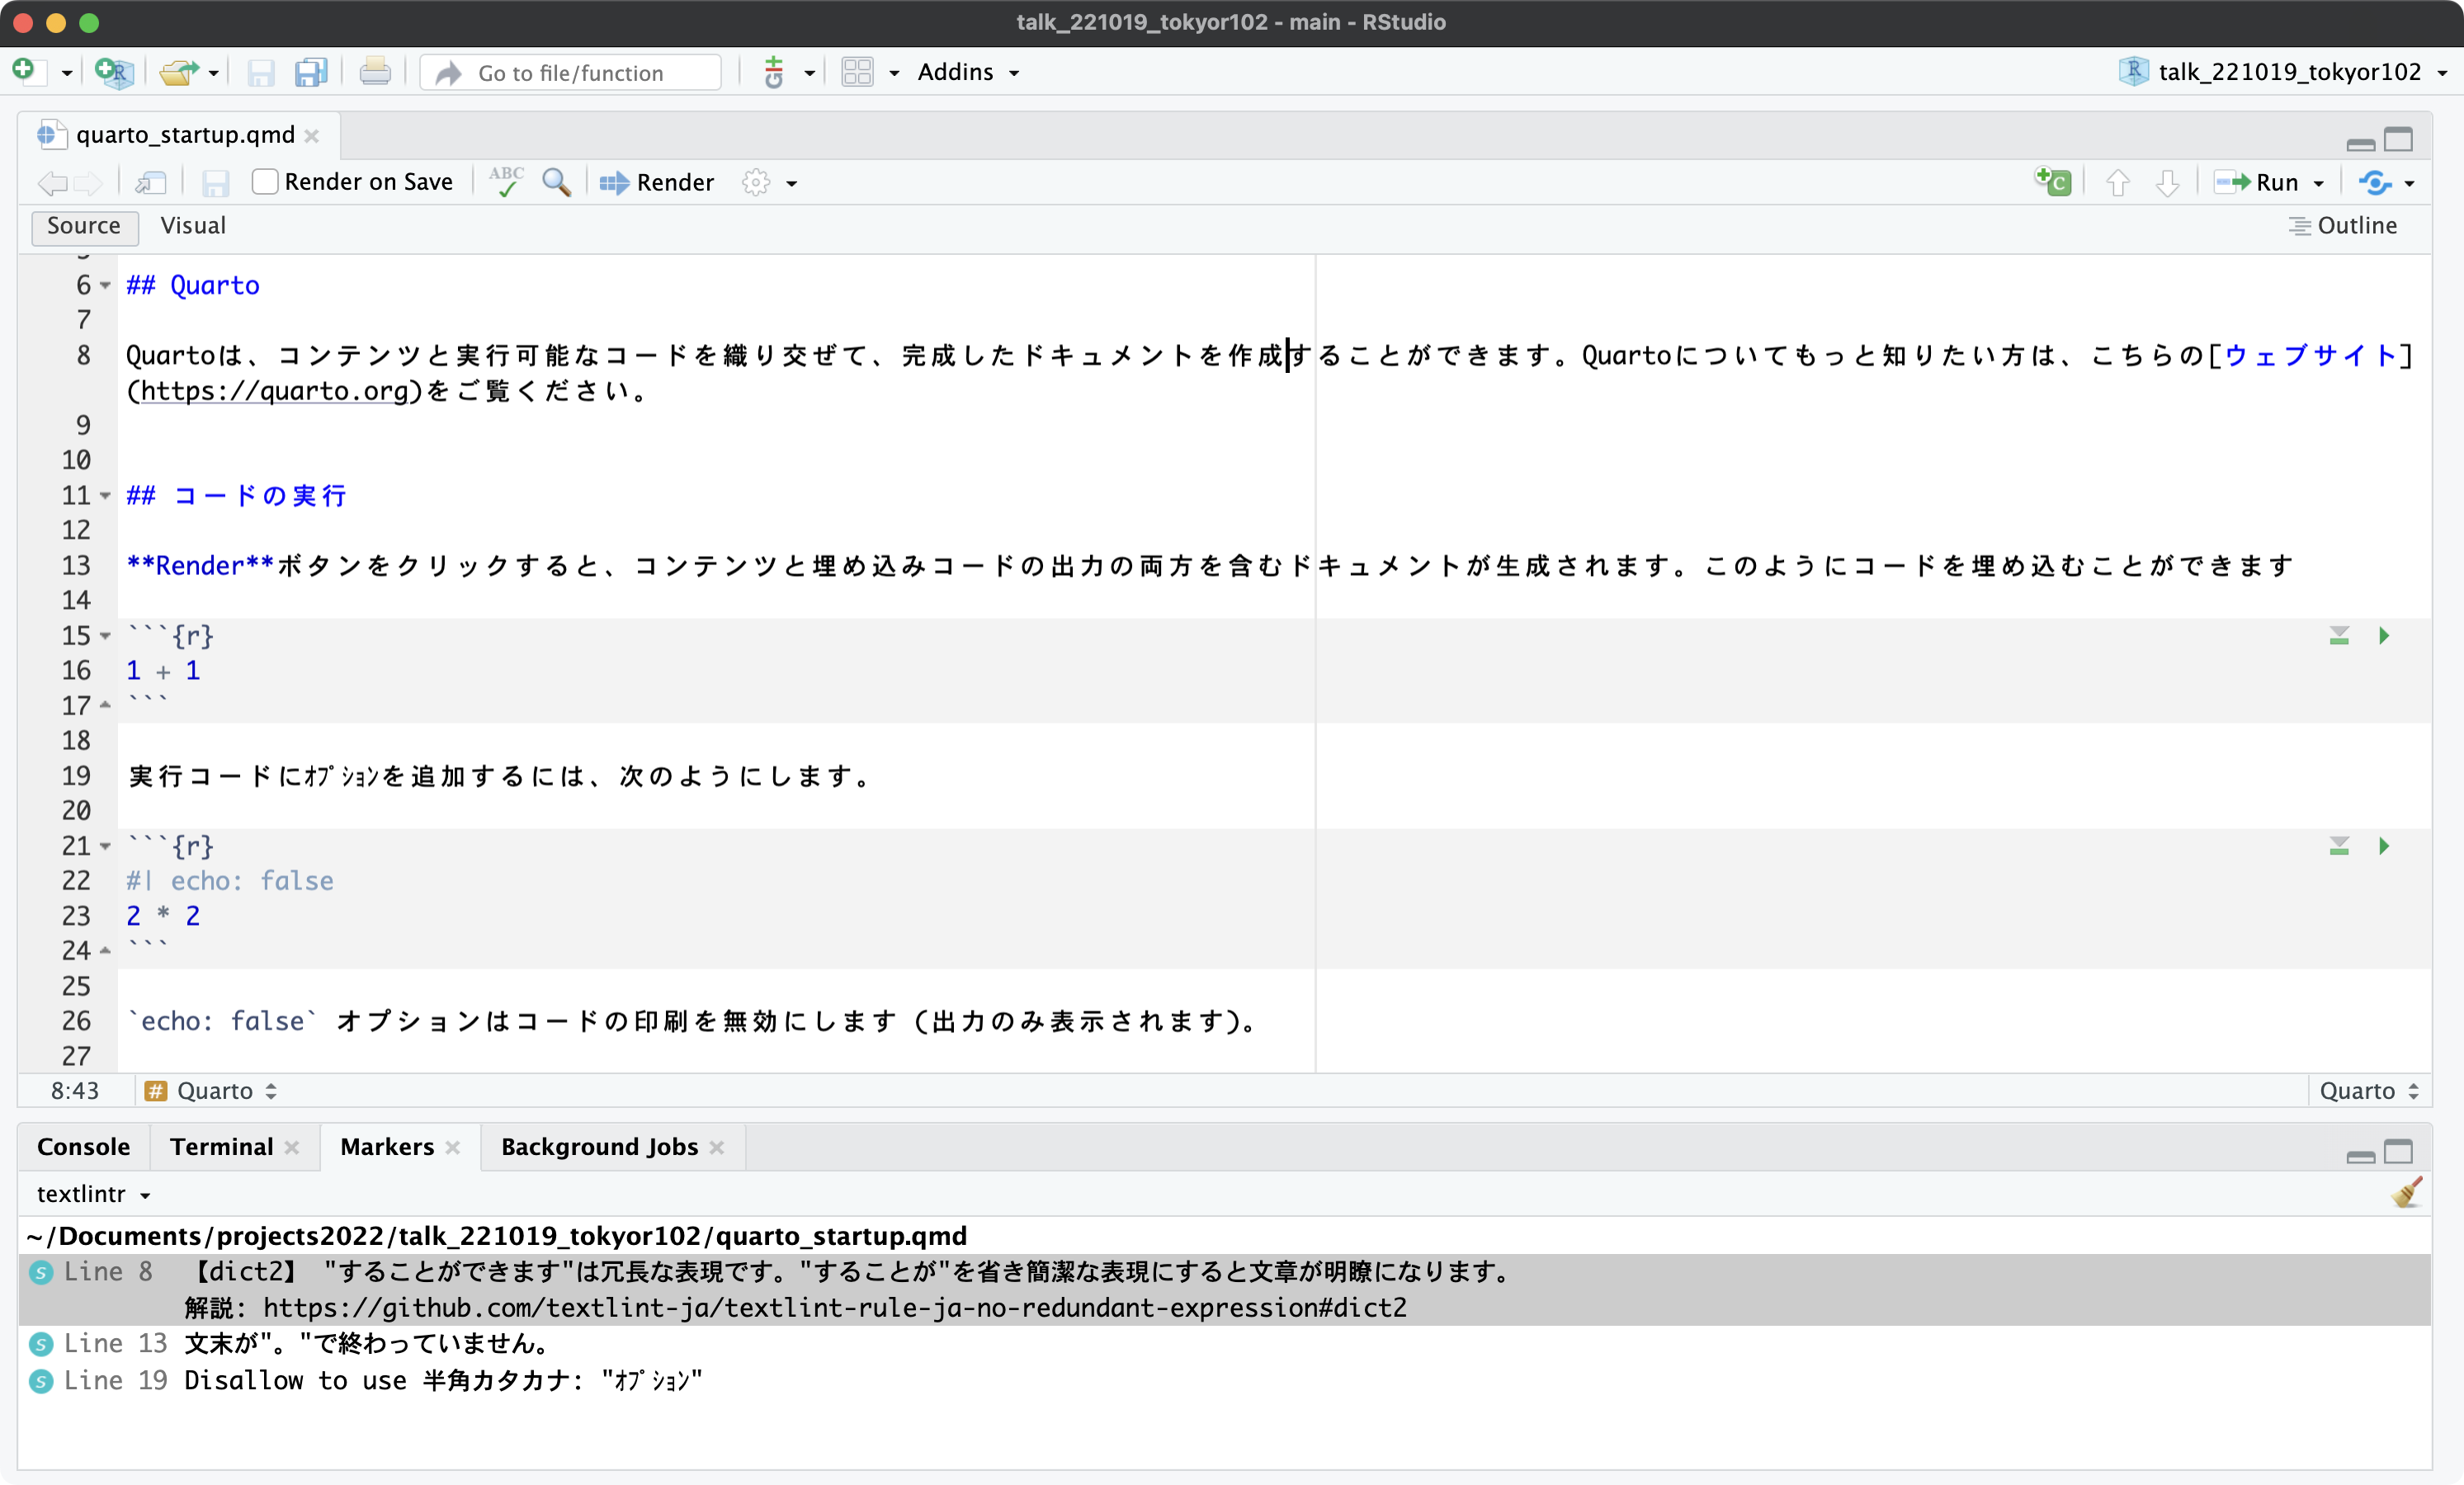 talk_221019_tokyor102 - main - RStudio
Go to file/function
Addins
talk_221019_tokyor102
quarto_startup.qmd
Render on Save
ABC
Render
Run
Source
Visual
Outline
6 ## Quarto
7
8 Quartoは、コンテンツと実行可能なコードを織り交ぜて、完成したドキュメントを作成することができます。Quartoについてもっと知りたい方は、こちらの[ウェブサイト]
(https://quarto.org)をご覧ください。
9
10
11 ## コードの実行
12
13 **Render**ボタンをクリックすると、コンテンツと埋め込みコードの出力の両方を含むドキュメントが生成されます。このようにコードを埋め込むことができます
14
15 ```{r}
16 1 + 1
17 ```
18
19 実行コードにｵﾌﾟｼｮﾝを追加するには、次のようにします。
20
21 ```{r}
22 #| echo: false
23 2 * 2
24 ```
25
26 `echo: false` オプションはコードの印刷を無効にします (出力のみ表示されます)。
27
8:43
# Quarto
Quarto
Console
Terminal
Markers
Background Jobs
textlintr
~/Documents/projects2022/talk_221019_tokyor102/quarto_startup.qmd
S Line 8 【dict2】 "することができます"は冗長な表現です。"することが"を省き簡潔な表現にすると文章が明瞭になります。
解説: https://github.com/textlint-ja/textlint-rule-ja-no-redundant-expression#dict2
S Line 13 文末が"。"で終わっていません。
S Line 19 Disallow to use 半角カタカナ: "ｵﾌﾟｼｮﾝ"